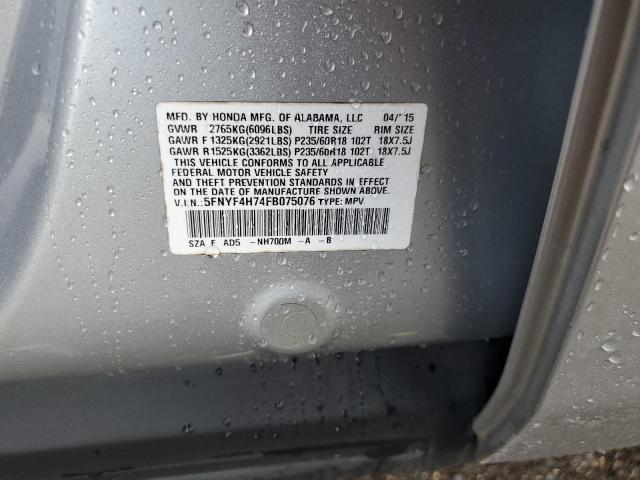 MFD. BY HONDA MFG. OF ALABAMA, LLC 04/15
GVWR 2765KG(6096LBS) TIRE SIZE RIM SIZE
GAWR F 1325KG(2921LBS) P235/60R18 102T 18X7.5J
GAWR R 1525KG(3362LBS) P235/60R18 102T 18X7.5J
THIS VEHICLE CONFORMS TO ALL APPLICABLE
FEDERAL MOTOR VEHICLE SAFETY
AND THEFT PREVENTION STANDARDS IN EFFECT
ON THE DATE OF MANUFACTURE SHOWN ABOVE.
V.I.N.: 5FNYF4H74FB075076 TYPE: MPV
SZA F AD5 -NH700M -A -B